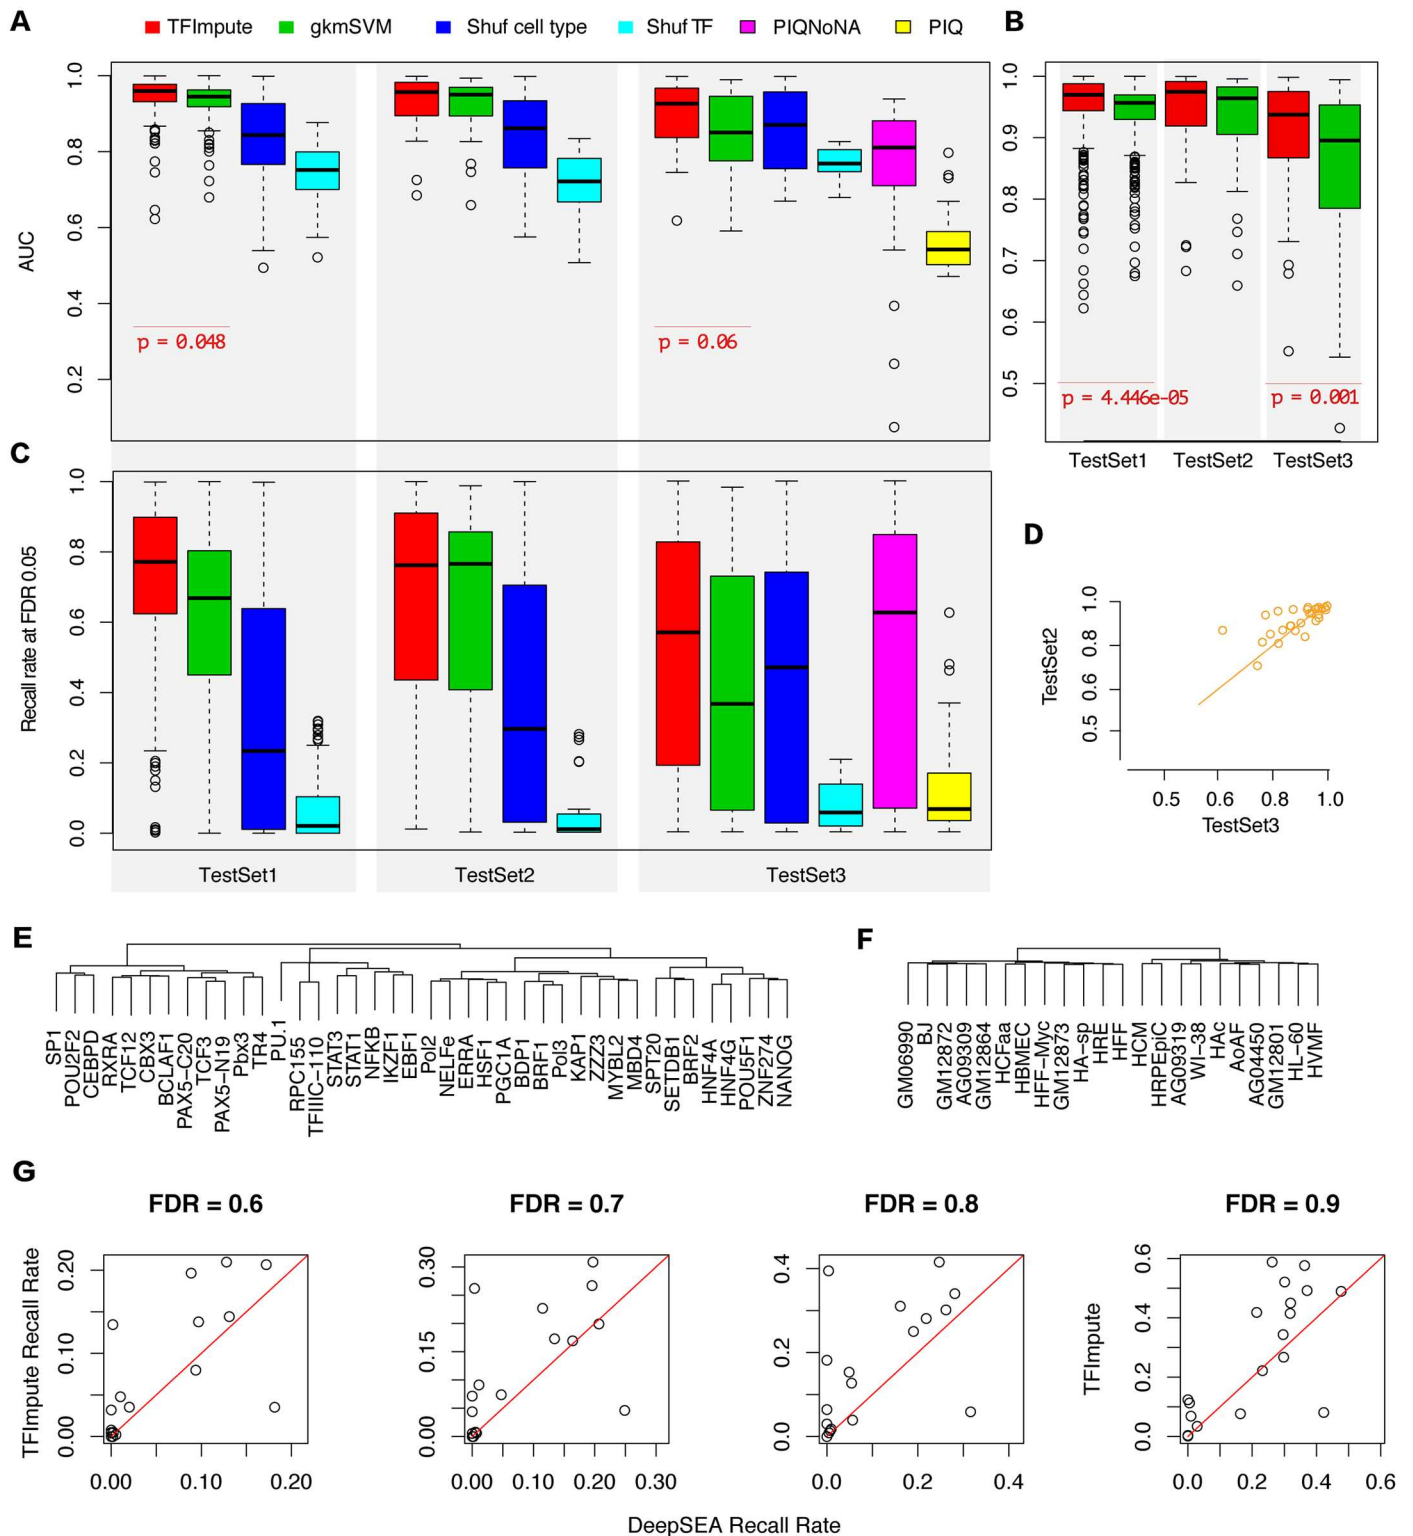 A
TFImpute gkmSVM Shuf cell type Shuf TF PIQNoNA PIQ
AUC
1.0
0.8
0.6
0.4
0.2
p = 0.048
p = 0.06
B
1.0
0.9
0.8
0.7
0.6
0.5
p = 4.446e-05
p = 0.001
TestSet1 TestSet2 TestSet3
C
Recall rate at FDR 0.05
1.0
0.8
0.6
0.4
0.2
0.0
TestSet1 TestSet2 TestSet3
D
TestSet2
1.0
0.8
0.6
0.5
0.5 0.6 0.8 1.0
TestSet3
E
SP1
POU2F2
CEBPD
RXRA
TCF12
CBX3
BCLAF1
PAX5-C20
TCF3
PAX5-N19
Pbx3
TR4
PU.1
RPC155
TFIIIC-110
STAT3
STAT1
NFKB
IKZF1
EBF1
Pol2
NELFe
ERRA
HSF1
PGC1A
BDP1
BRF1
Pol3
KAP1
ZZZ3
MYBL2
MBD4
SPT20
SETDB1
BRF2
HNF4A
HNF4G
POU5F1
ZNF274
NANOG
F
GM06990
BJ
GM12872
AG09309
GM12864
HCFaa
HBMEC
HFF-Myc
GM12873
HA-sp
HRE
HFF
HCM
HRPEpiC
AG09319
WI-38
HAc
AoAF
AG04450
GM12801
HL-60
HVMF
G
FDR = 0.6
TFImpute Recall Rate
0.20
0.10
0.00
0.00 0.10 0.20
FDR = 0.7
0.30
0.15
0.00
0.00 0.10 0.20 0.30
FDR = 0.8
0.4
0.2
0.0
0.0 0.2 0.4
FDR = 0.9
TFImpute
0.6
0.4
0.2
0.0
0.0 0.2 0.4 0.6
DeepSEA Recall Rate